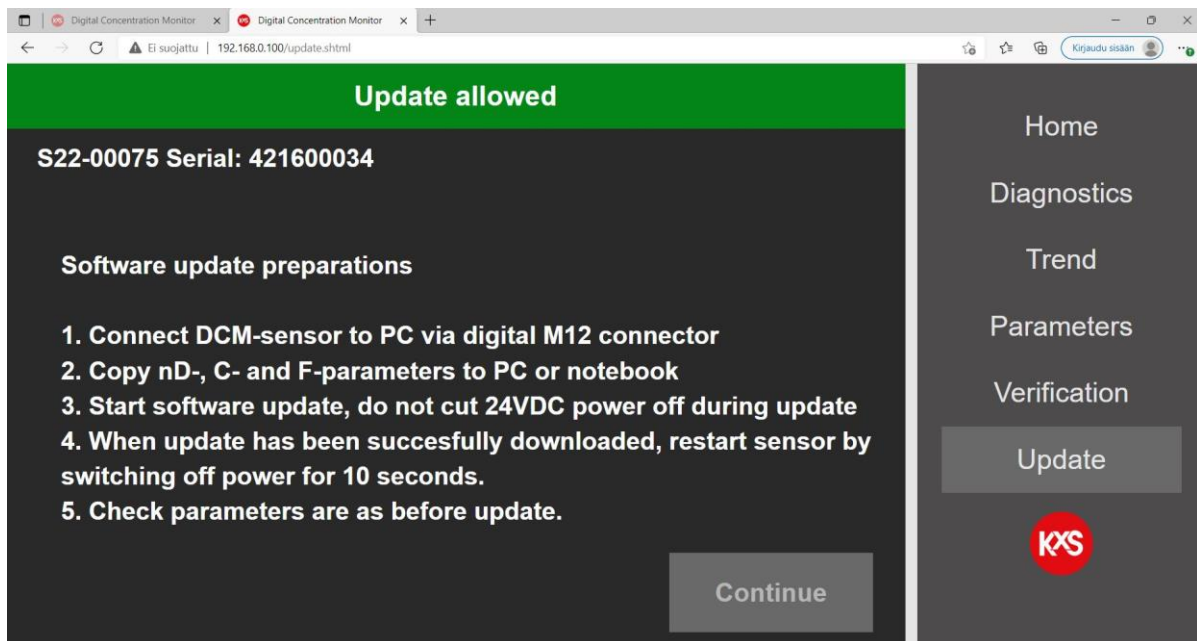 Digital Concentration Monitor
Digital Concentration Monitor
Ei suojattu | 192.168.0.100/update.shtml
Kirjaudu sisään
Update allowed
S22-00075 Serial: 421600034
Software update preparations
1. Connect DCM-sensor to PC via digital M12 connector
2. Copy nD-, C- and F-parameters to PC or notebook
3. Start software update, do not cut 24VDC power off during update
4. When update has been succesfully downloaded, restart sensor by
switching off power for 10 seconds.
5. Check parameters are as before update.
Continue
Home
Diagnostics
Trend
Parameters
Verification
Update
KXS